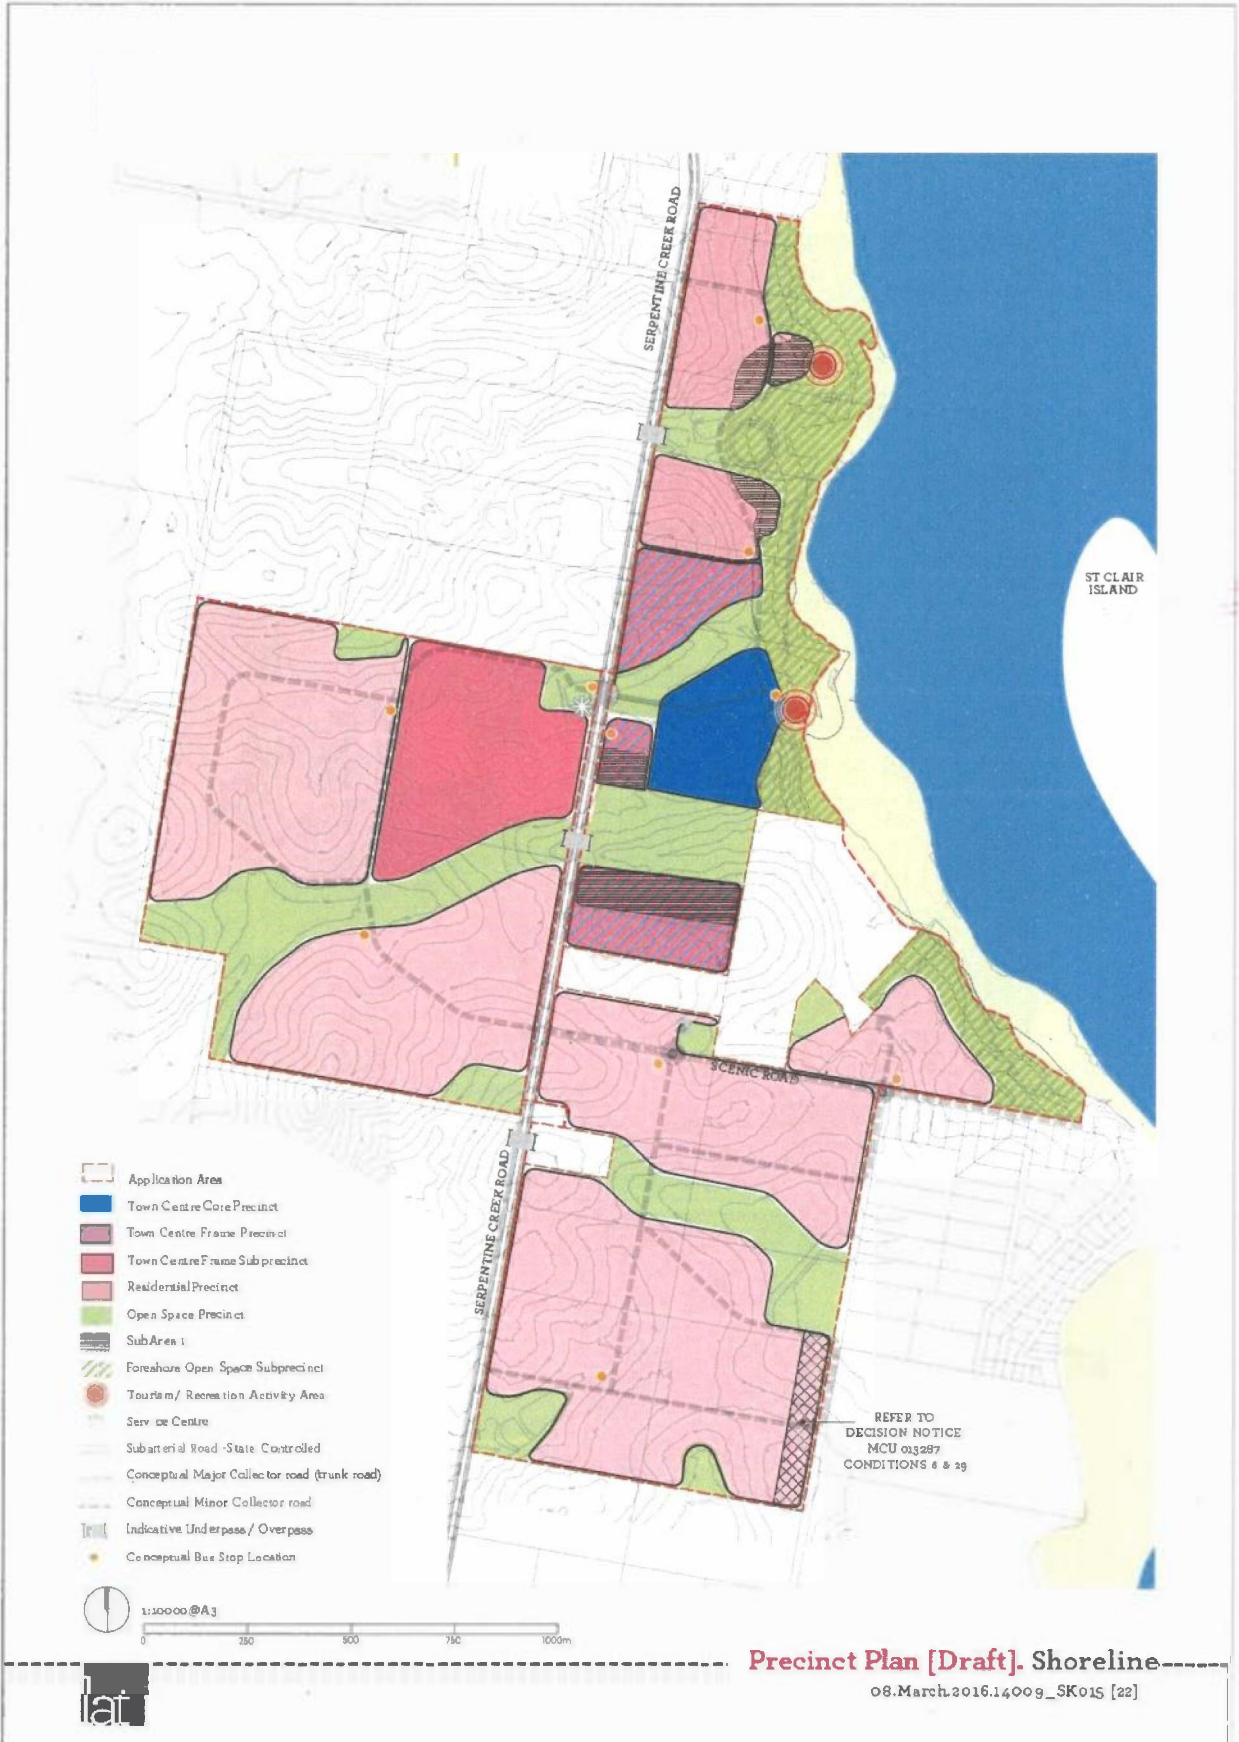 SERPENTINE CREEK ROAD
ST CLAIR
ISLAND
SCENIC ROAD
SERPENTINE CREEK ROAD
REFER TO
DECISION NOTICE
MCU 013287
CONDITIONS 6 & 29
Application Area
Town Centre Core Precinct
Town Centre Frame Precinct
Town Centre Frame Subprecinct
Residential Precinct
Open Space Precinct
SubArea 1
Foreshore Open Space Subprecinct
Tourism/ Recreation Activity Area
Service Centre
Subarterial Road -State Controlled
Conceptual Major Collector road (trunk road)
Conceptual Minor Collector road
Indicative Underpass/ Overpass
Conceptual Bus Stop Location
1:10000@A3
0 250 500 750 1000m
Precinct Plan [Draft]. Shoreline
08.March.2016.14009_SK015 [22]
lat